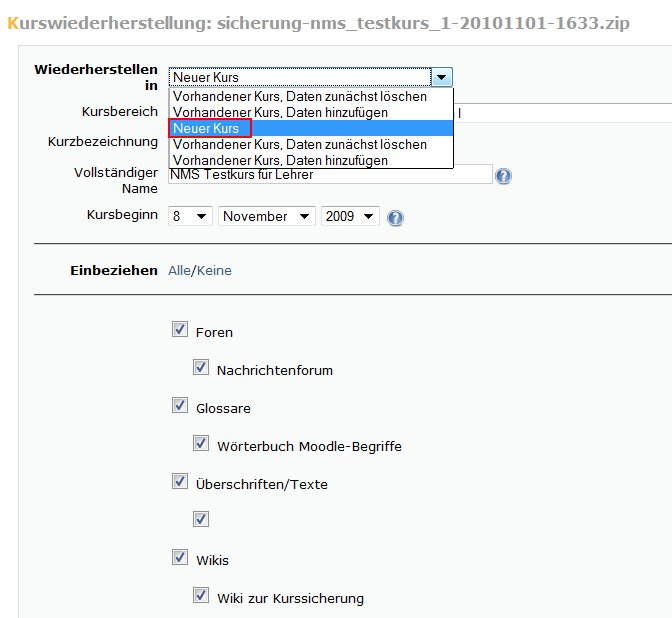 Kurswiederherstellung: sicherung-nms_testkurs_1-20101101-1633.zip
Wiederherstellen in
Neuer Kurs
Vorhandener Kurs, Daten zunächst löschen
Kursbereich
Vorhandener Kurs, Daten hinzufügen
Neuer Kurs
Kurzbezeichnung
Vorhandener Kurs, Daten zunächst löschen
Vorhandener Kurs, Daten hinzufügen
Vollständiger Name
NMS Testkurs für Lehrer
Kursbeginn 8 November 2009
Einbeziehen Alle/Keine
Foren
Nachrichtenforum
Glossare
Wörterbuch Moodle-Begriffe
Überschriften/Texte
Wikis
Wiki zur Kurssicherung